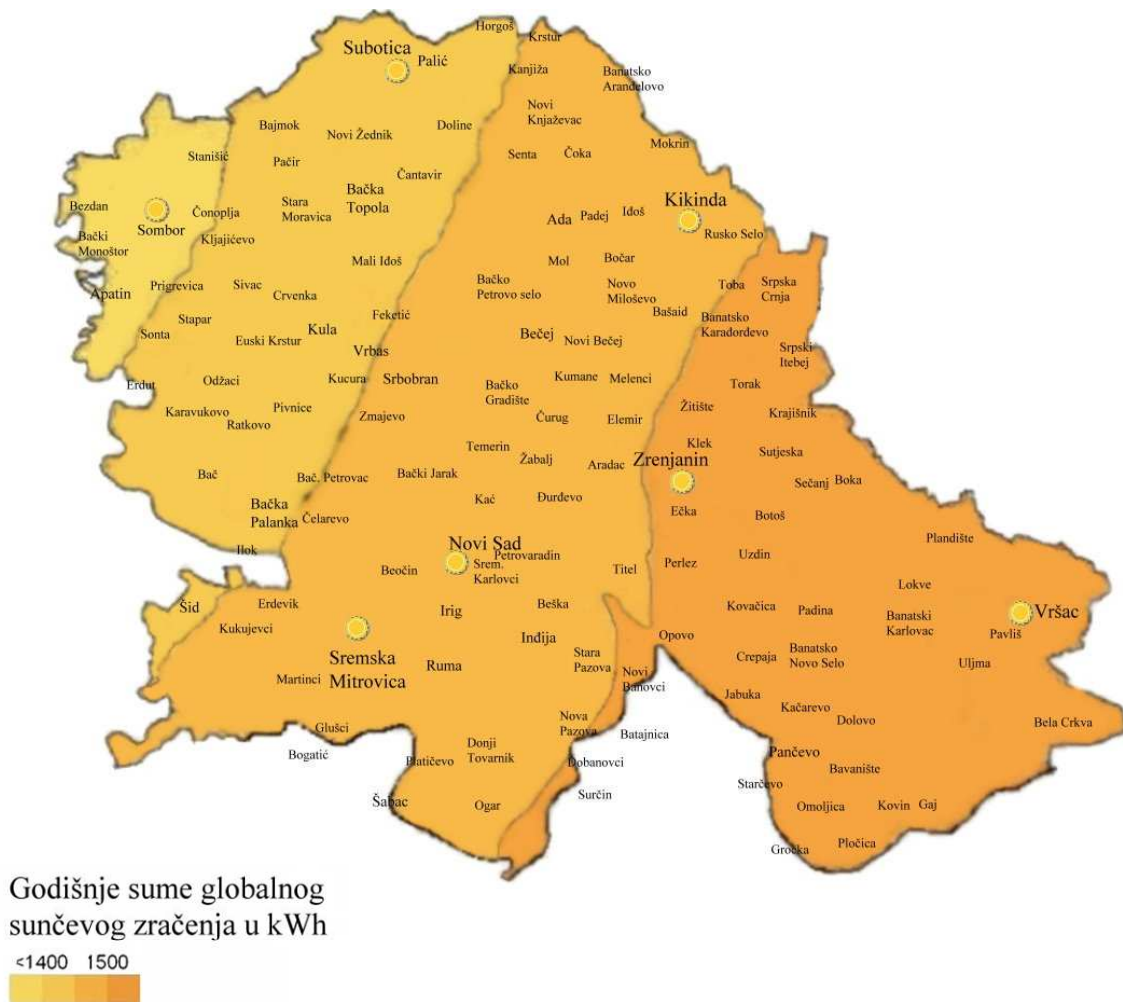 Horgoš
Krstur
Subotica
Palić
Kanjiža
Banatsko
Aranđelovo
Novi
Knjaževac
Bajmok
Novi Žednik
Doline
Mokrin
Stanišić
Pačir
Senta
Čoka
Čantavir
Bačka
Topola
Stara
Moravica
Kikinda
Bezdan
Čonoplja
Ada
Padej
Iđoš
Sombor
Rusko Selo
Bački
Monoštor
Kljajićevo
Mali Iđoš
Mol
Bočar
Apatin
Prigrevica
Sivac
Crvenka
Bačko
Petrovo selo
Novo
Miloševo
Toba
Srpska
Crnja
Stapar
Feketić
Bašaid
Banatsko
Karađorđevo
Sonta
Euski Krstur
Kula
Bečej
Novi Bečej
Vrbas
Srpski
Itebej
Erdut
Odžaci
Kucura
Srbobran
Bačko
Gradište
Kumane
Melenci
Torak
Karavukovo
Ratkovo
Pivnice
Zmajevo
Čurug
Elemir
Žitište
Krajišnik
Temerin
Žabalj
Klek
Sutjeska
Bač
Bač. Petrovac
Bački Jarak
Aradac
Zrenjanin
Sečanj
Boka
Bačka
Palanka
Čelarevo
Kać
Đurđevo
Ečka
Botoš
Ilok
Novi Sad
Petrovaradin
Srem.
Karlovci
Beočin
Titel
Perlez
Uzdin
Plandište
Lokve
Šid
Erdevik
Irig
Beška
Kovačica
Padina
Banatski
Karlovac
Vršac
Pavliš
Kukujevci
Inđija
Opovo
Sremska
Mitrovica
Ruma
Stara
Pazova
Crepaja
Banatsko
Novo Selo
Uljma
Martinci
Novi
Banovci
Jabuka
Kačarevo
Dolovo
Bela Crkva
Glušci
Nova
Pazova
Batajnica
Bogatić
Platičevo
Donji
Tovarnik
Dobanovci
Pančevo
Bavanište
Starčevo
Surčin
Šabac
Ogar
Omoljica
Kovin
Gaj
Grocka
Pločica
Godišnje sume globalnog
sunčevog zračenja u kWh
<1400 1500